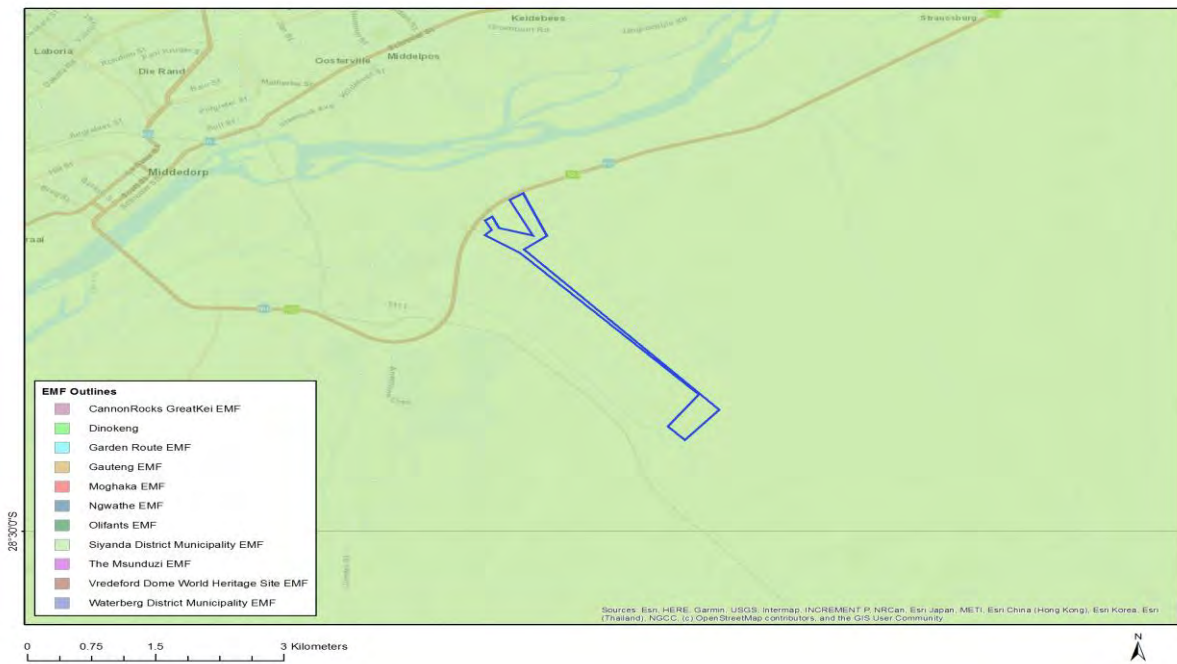 Keidebees
Straussburg
Laboria
Oosterville
Middelpos
Die Rand
Middedorp
raal
28°30'0"S
EMF Outlines
CannonRocks GreatKei EMF
Dinokeng
Garden Route EMF
Gauteng EMF
Moghaka EMF
Ngwathe EMF
Olifants EMF
Siyanda District Municipality EMF
The Msunduzi EMF
Vredeford Dome World Heritage Site EMF
Waterberg District Municipality EMF
Sources: Esri, HERE, Garmin, USGS, Intermap, INCREMENT P, NRCan, Esri Japan, METI, Esri China (Hong Kong), Esri Korea, Esri
(Thailand), NGCC, (c) OpenStreetMap contributors, and the GIS User Community
0 0.75 1.5 3 Kilometers
N